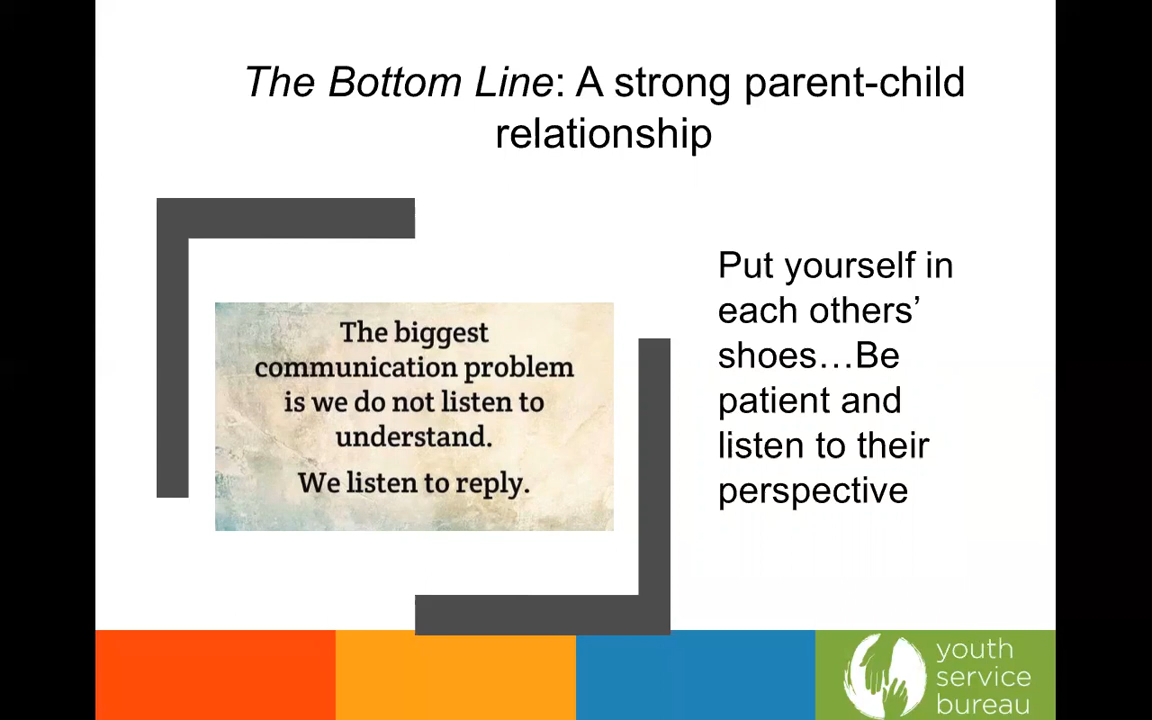 The Bottom Line: A strong parent-child
relationship
The biggest
communication problem
is we do not listen to
understand.
We listen to reply.
Put yourself in
each others’
shoes…Be
patient and
listen to their
perspective
youth
service
bureau